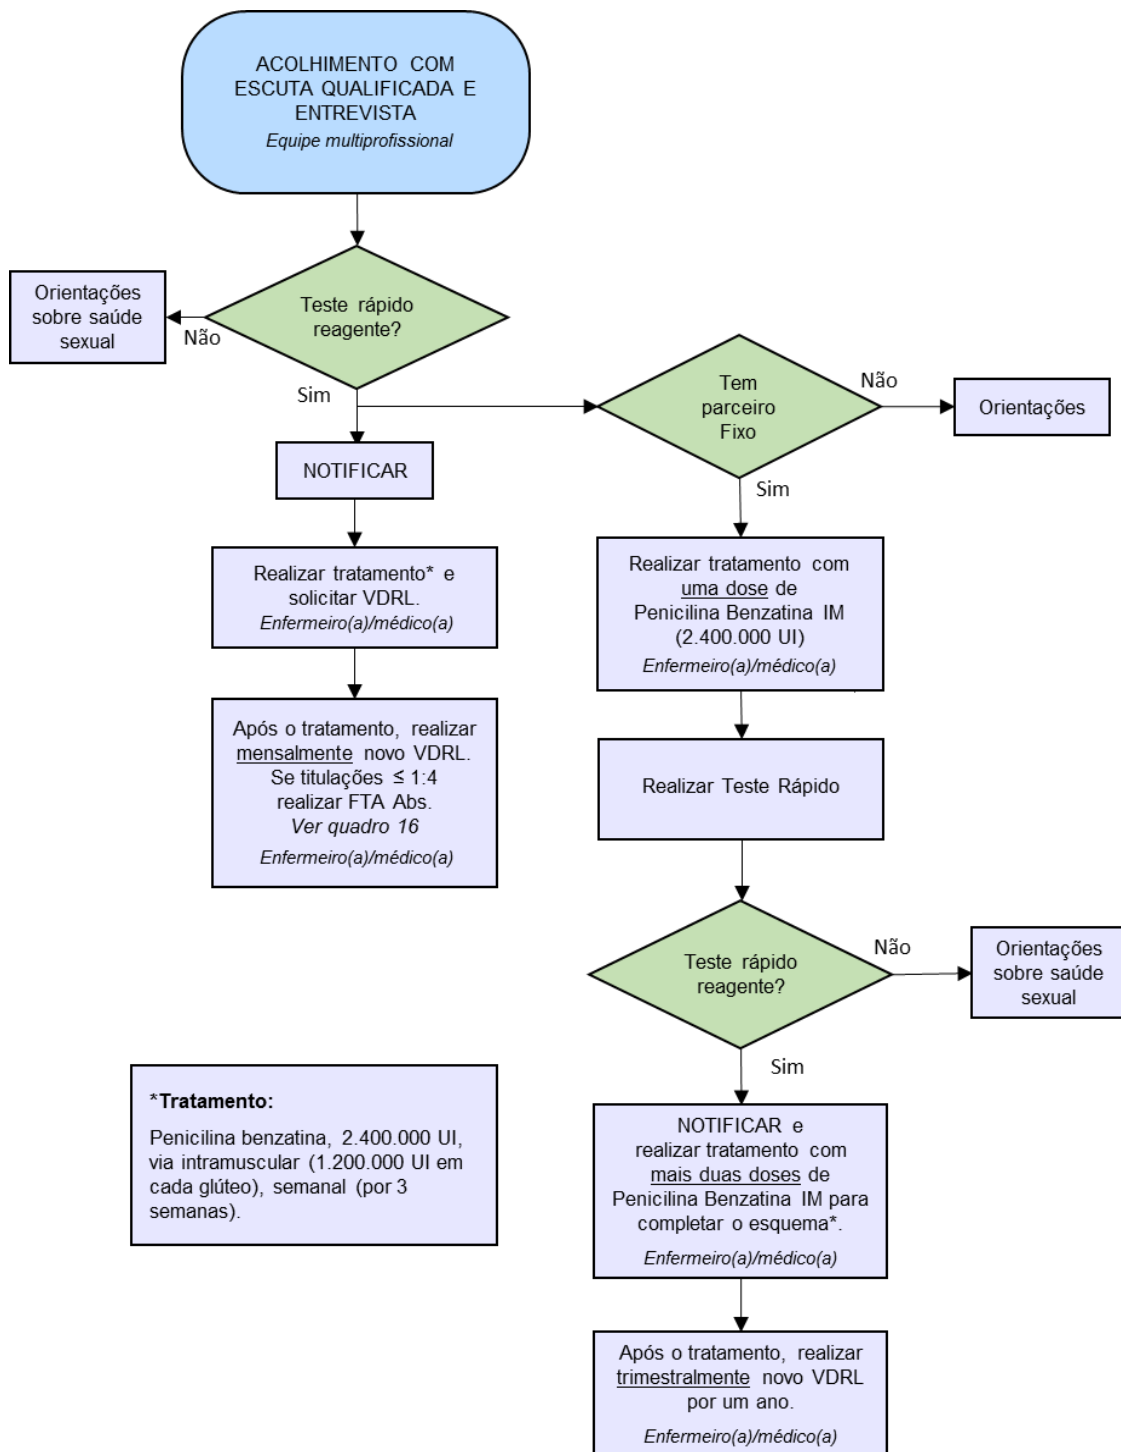 ACOLHIMENTO COM
ESCUTA QUALIFICADA E
ENTREVISTA
Equipe multiprofissional
Teste rápido
reagente?
Não
Orientações
sobre saúde
sexual
Sim
Tem
parceiro
Fixo
Não
Orientações
Sim
NOTIFICAR
Realizar tratamento* e
solicitar VDRL.
Enfermeiro(a)/médico(a)
Após o tratamento, realizar
mensalmente novo VDRL.
Se titulações ≤ 1:4
realizar FTA Abs.
Ver quadro 16
Enfermeiro(a)/médico(a)
Realizar tratamento com
uma dose de
Penicilina Benzatina IM
(2.400.000 UI)
Enfermeiro(a)/médico(a)
Realizar Teste Rápido
Teste rápido
reagente?
Não
Orientações
sobre saúde
sexual
Sim
NOTIFICAR e
realizar tratamento com
mais duas doses de
Penicilina Benzatina IM para
completar o esquema*.
Enfermeiro(a)/médico(a)
Após o tratamento, realizar
trimestralmente novo VDRL
por um ano.
Enfermeiro(a)/médico(a)
*Tratamento:
Penicilina benzatina, 2.400.000 UI,
via intramuscular (1.200.000 UI em
cada glúteo), semanal (por 3
semanas).